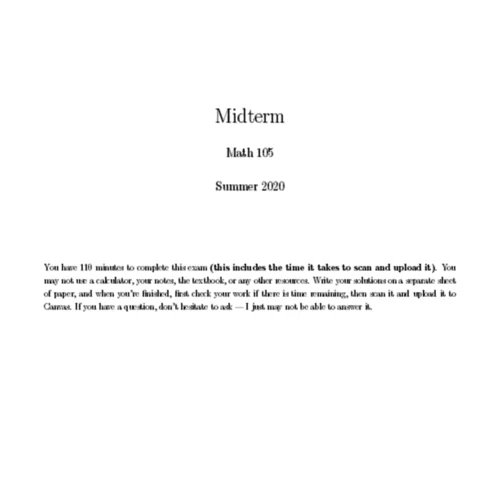 Midterm
Math 105
Summer 2020
You have 110 minutes to complete this exam (this includes the time it takes to scan and upload it). You
may not use a calculator, your notes, the textbook, or any other resources. Write your solutions on a separate sheet
of paper, and when you're finished, first check your work if there is time remaining, then scan it and upload it to
Canvas. If you have a question, don't hesitate to ask — I just may not be able to answer it.